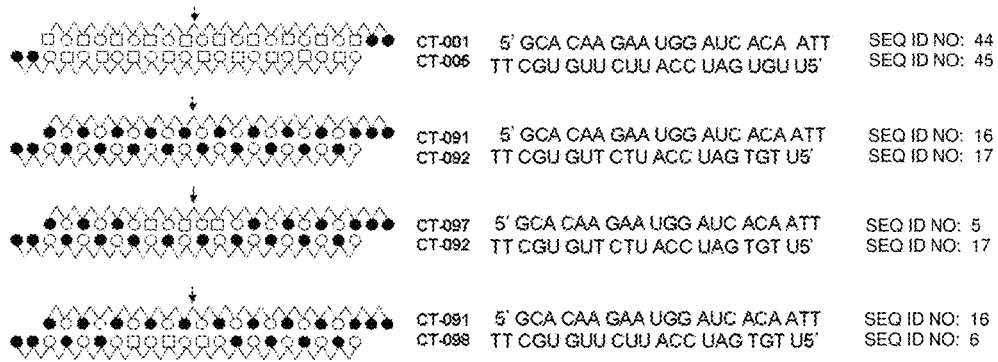 CT-001 5' GCA CAA GAA UGG AUC ACA ATT SEQ ID NO: 44
CT-005 TT CGU GUU CUU ACC UAG UGU U5' SEQ ID NO: 45
CT-091 5' GCA CAA GAA UGG AUC ACA ATT SEQ ID NO: 16
CT-092 TT CGU GUT CTU ACC UAG TGT U5' SEQ ID NO: 17
CT-097 5' GCA CAA GAA UGG AUC ACA ATT SEQ ID NO: 5
CT-092 TT CGU GUT CTU ACC UAG TGT U5' SEQ ID NO: 17
CT-091 5' GCA CAA GAA UGG AUC ACA ATT SEQ ID NO: 16
CT-098 TT CGU GUU CUU ACC UAG TGT U5' SEQ ID NO: 6